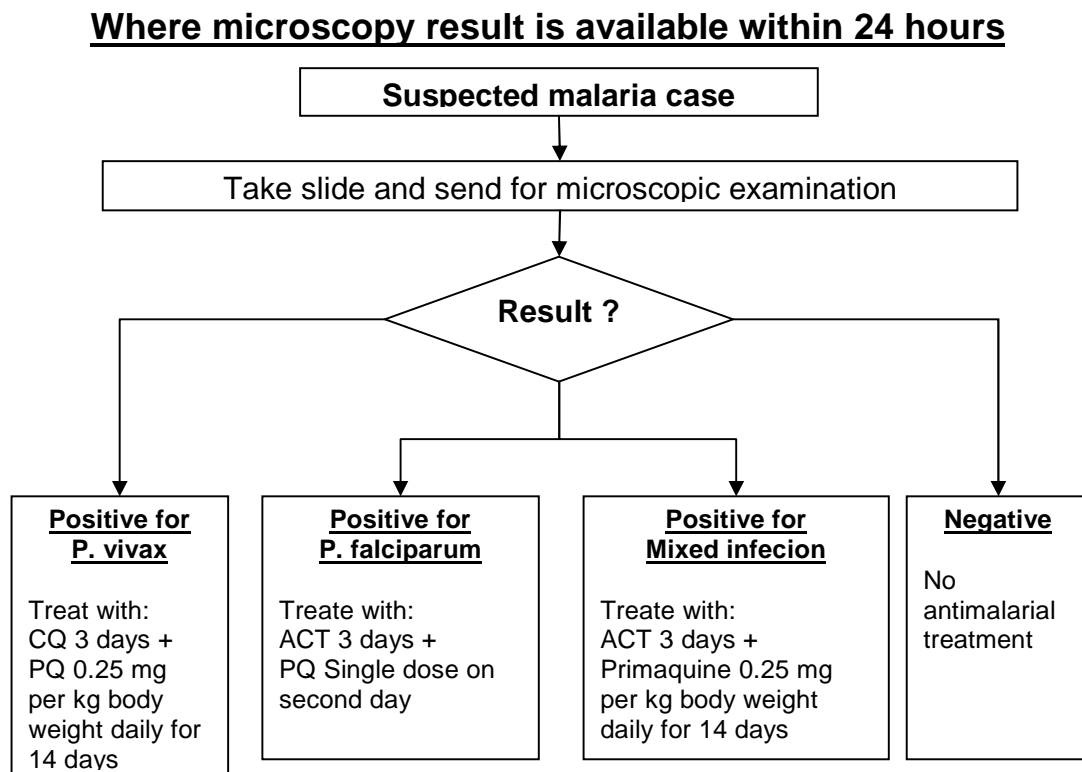 Where microscopy result is available within 24 hours
Suspected malaria case
Take slide and send for microscopic examination
Result ?
Positive for
P. vivax
Treat with:
CQ 3 days +
PQ 0.25 mg
per kg body
weight daily for
14 days
Positive for
P. falciparum
Treate with:
ACT 3 days +
PQ Single dose on
second day
Positive for
Mixed infecion
Treate with:
ACT 3 days +
Primaquine 0.25 mg
per kg body weight
daily for 14 days
Negative
No
antimalarial
treatment